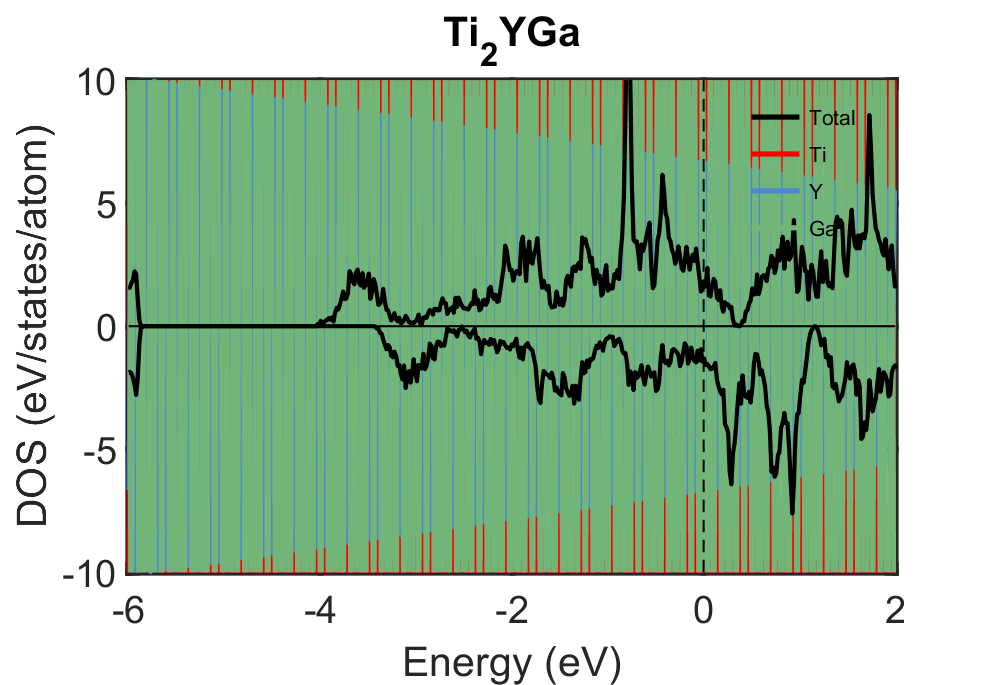 Ti2YGa
DOS (eV/states/atom)
10
5
0
-5
-10
Total
Ti
Y
Ga
-6
-4
-2
0
2
Energy (eV)